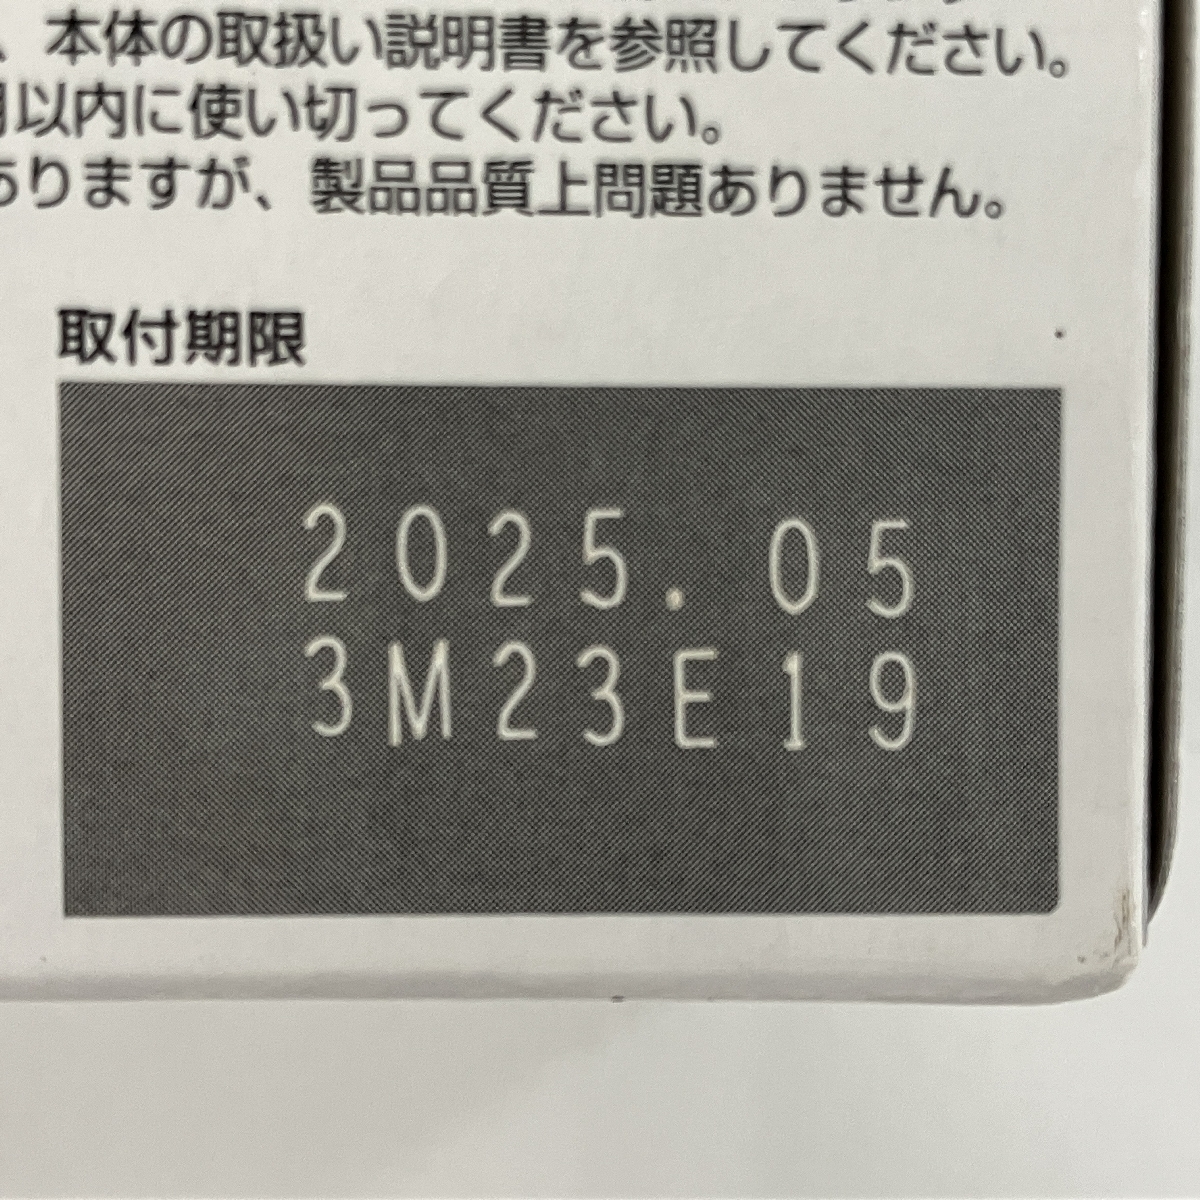 、本体の取扱い説明書を参照してください。
月以内に使い切ってください。
ありますが、製品品質上問題ありません。
取付期限
2025.05
3M23E19